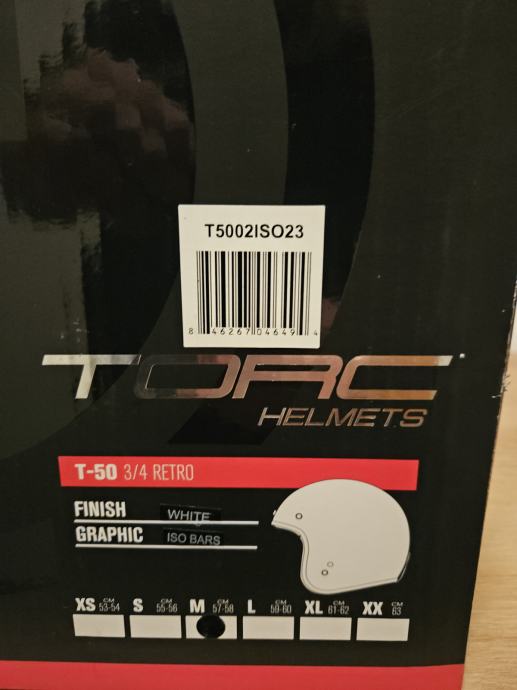 T5002ISO23
8 46267 04649 4
TORC
HELMETS
T-50 3/4 RETRO
FINISH WHITE
GRAPHIC ISO BARS
XS CM 53-54 S CM 55-56 M CM 57-58 L CM 59-60 XL CM 61-62 XX CM 63